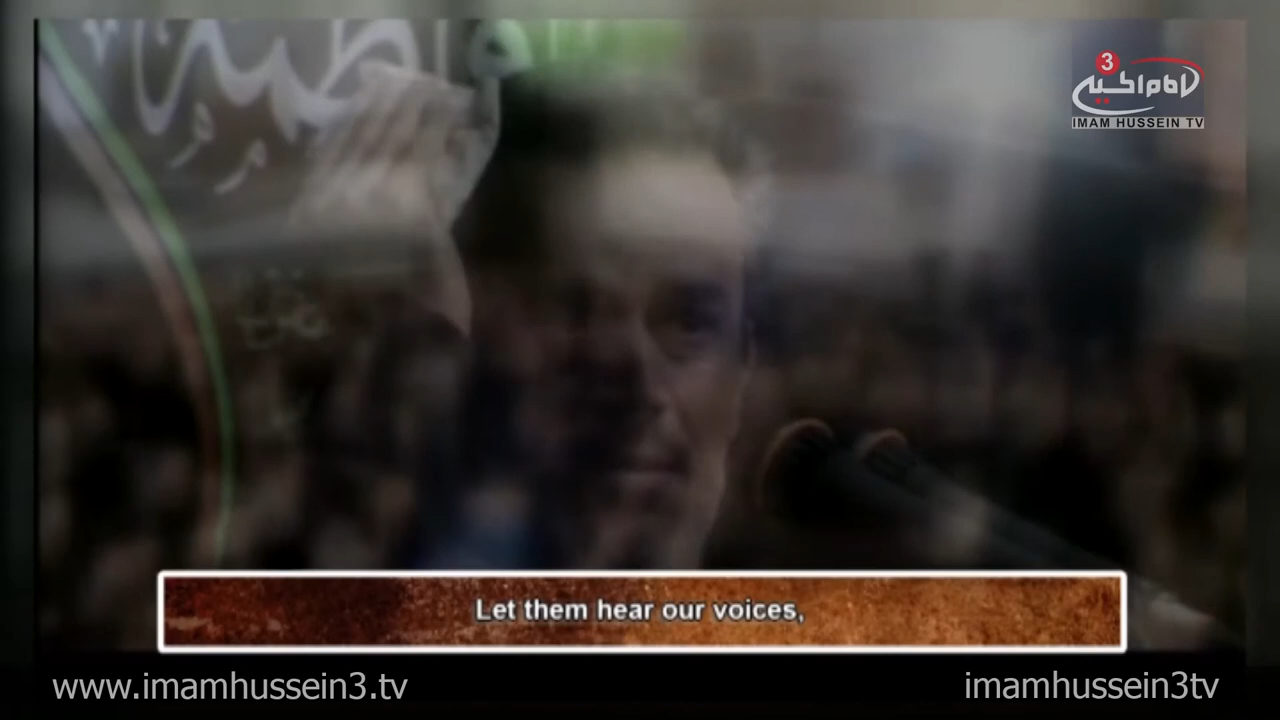 3
IMAM HUSSEIN TV
Let them hear our voices,
www.imamhussein3.tv
imamhussein3tv